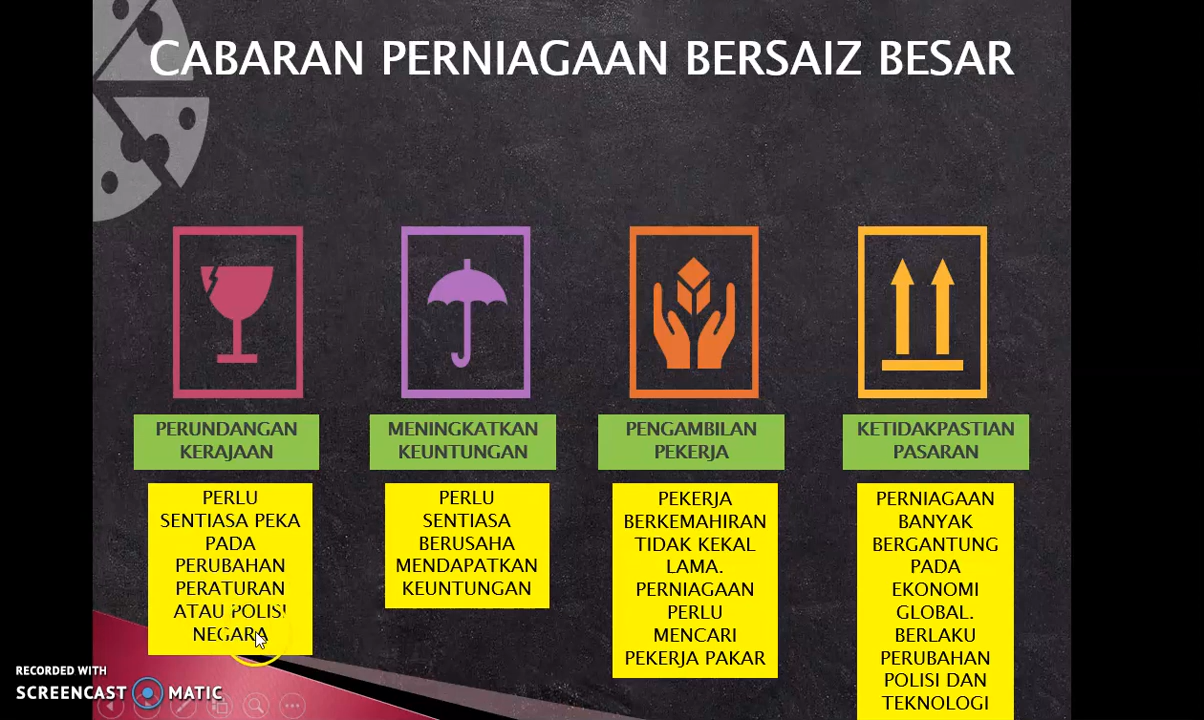 CABARAN PERNIAGAAN BERSAIZ BESAR
PERUNDANGAN
KERAJAAN
PERLU
SENTIASA PEKA
PADA
PERUBAHAN
PERATURAN
ATAU POLISI
NEGARA
MENINGKATKAN
KEUNTUNGAN
PERLU
SENTIASA
BERUSAHA
MENDAPATKAN
KEUNTUNGAN
PENGAMBILAN
PEKERJA
PEKERJA
BERKEMAHIRAN
TIDAK KEKAL
LAMA.
PERNIAGAAN
PERLU
MENCARI
PEKERJA PAKAR
KETIDAKPASTIAN
PASARAN
PERNIAGAAN
BANYAK
BERGANTUNG
PADA
EKONOMI
GLOBAL.
BERLAKU
PERUBAHAN
POLISI DAN
TEKNOLOGI
RECORDED WITH
SCREENCAST MATIC